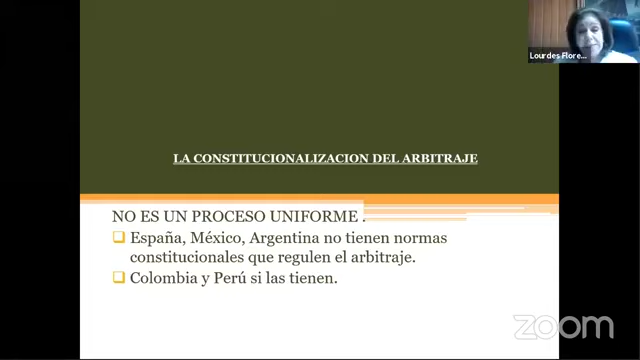 Lourdes Flore...
LA CONSTITUCIONALIZACION DEL ARBITRAJE
NO ES UN PROCESO UNIFORME .
España, México, Argentina no tienen normas
constitucionales que regulen el arbitraje.
Colombia y Perú si las tienen.
zoom